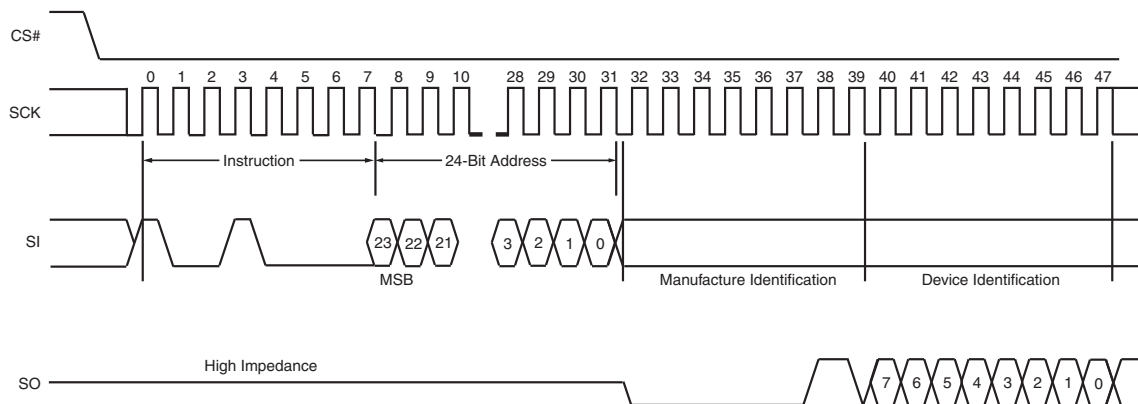 CS#
0 1 2 3 4 5 6 7 8 9 10 28 29 30 31 32 33 34 35 36 37 38 39 40 41 42 43 44 45 46 47
SCK
Instruction 24-Bit Address
SI 23 22 21 3 2 1 0
MSB Manufacture Identification Device Identification
High Impedance
SO 7 6 5 4 3 2 1 0